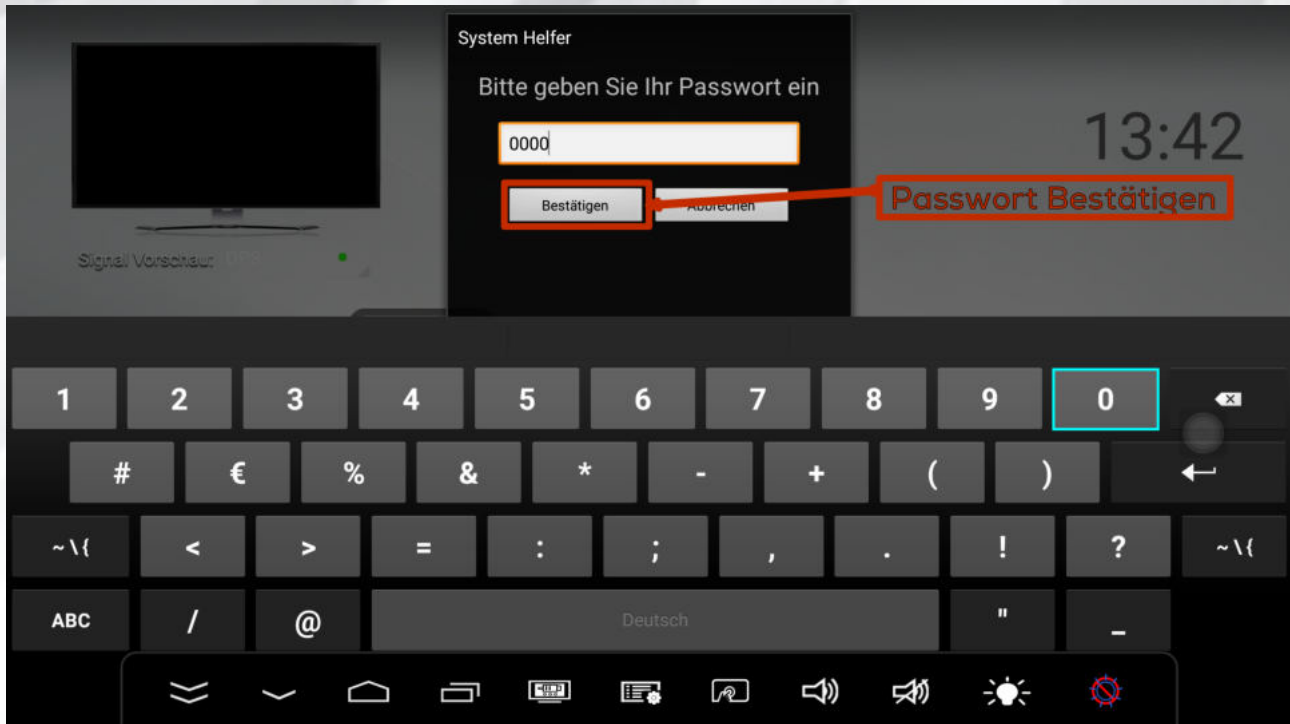 System Helfer
Bitte geben Sie Ihr Passwort ein
0000
13:42
Bestätigen Abbrechen
Passwort Bestätigen
Signal Vorschau:
1 2 3 4 5 6 7 8 9 0
# € % & * - + ( )
~\{ < > = : ; , . ! ? ~\{
ABC / @ Deutsch " _